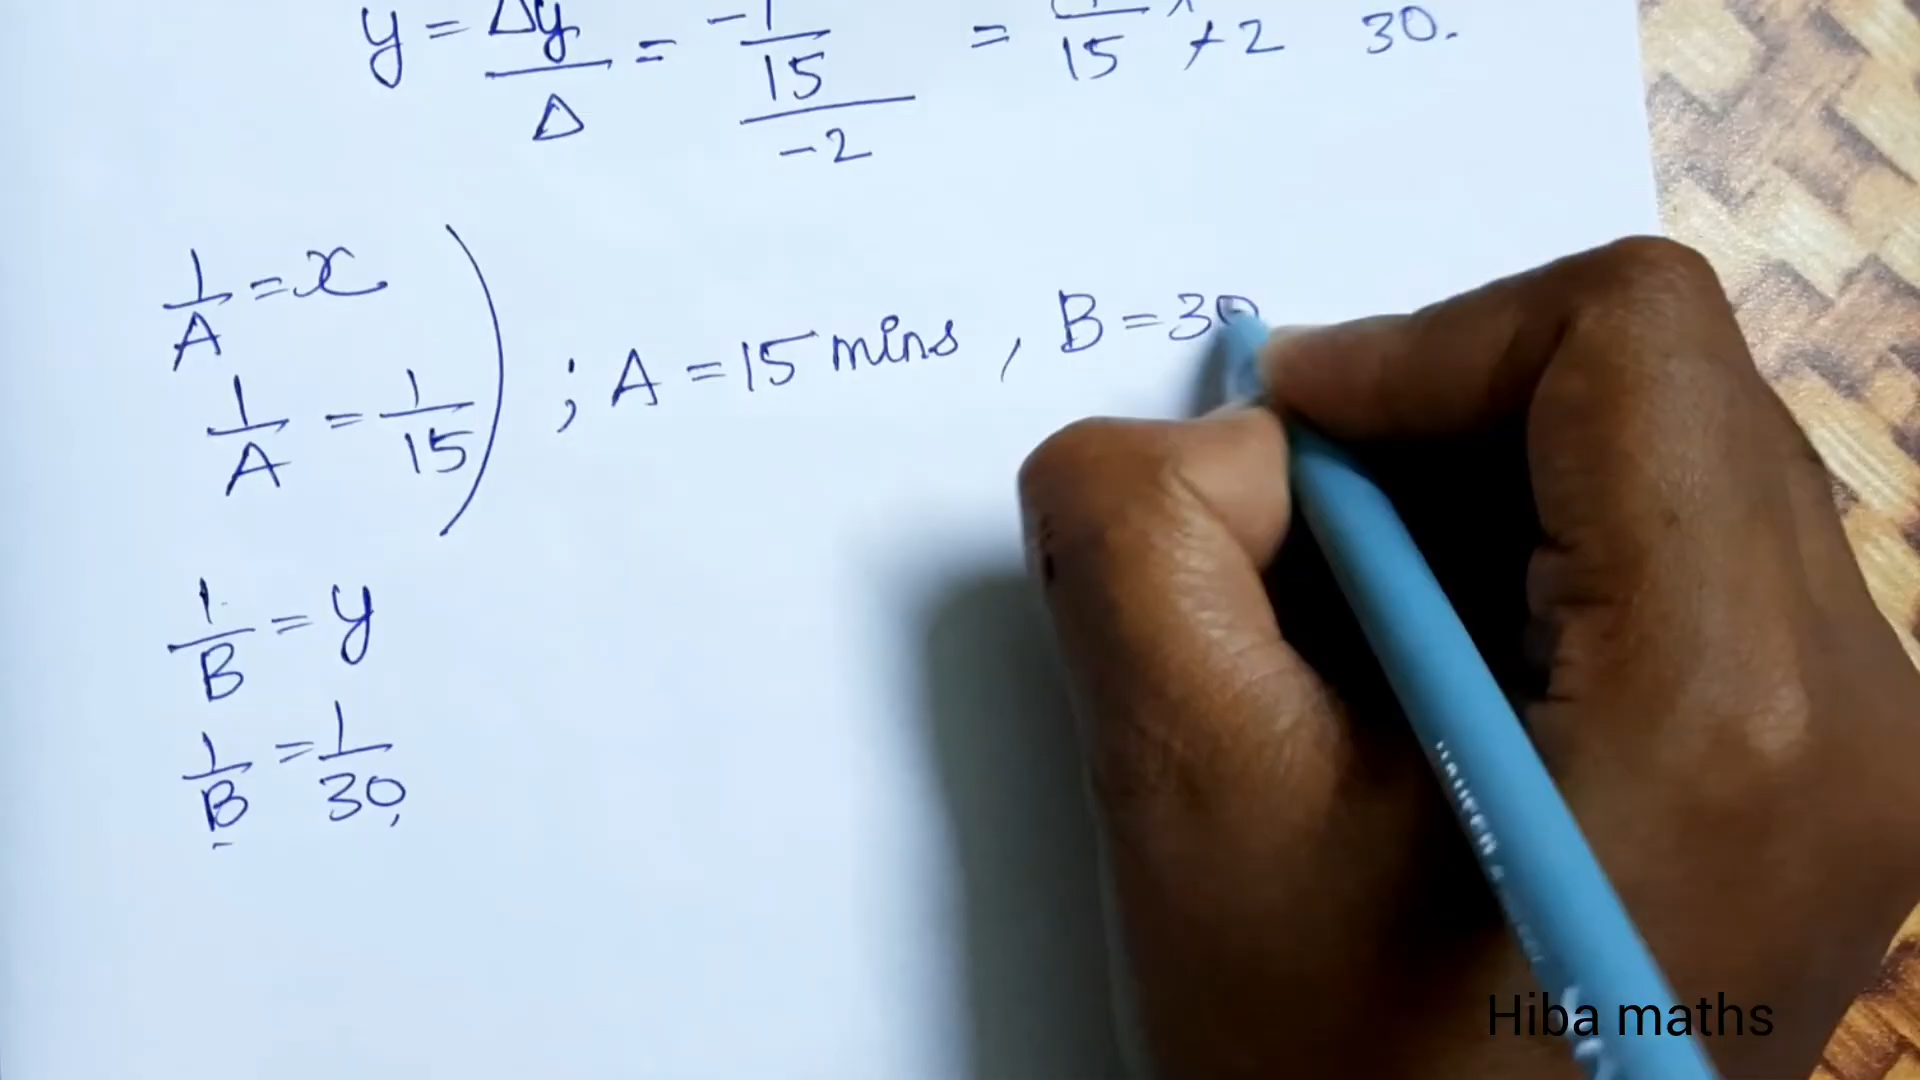 y = Δy/Δ = -1/15/-2 = 1/15 × +2 30.
1/A = x
1/A = 1/15 ; A = 15 mins , B = 30
1/B = y
1/B = 1/30,
Hiba maths